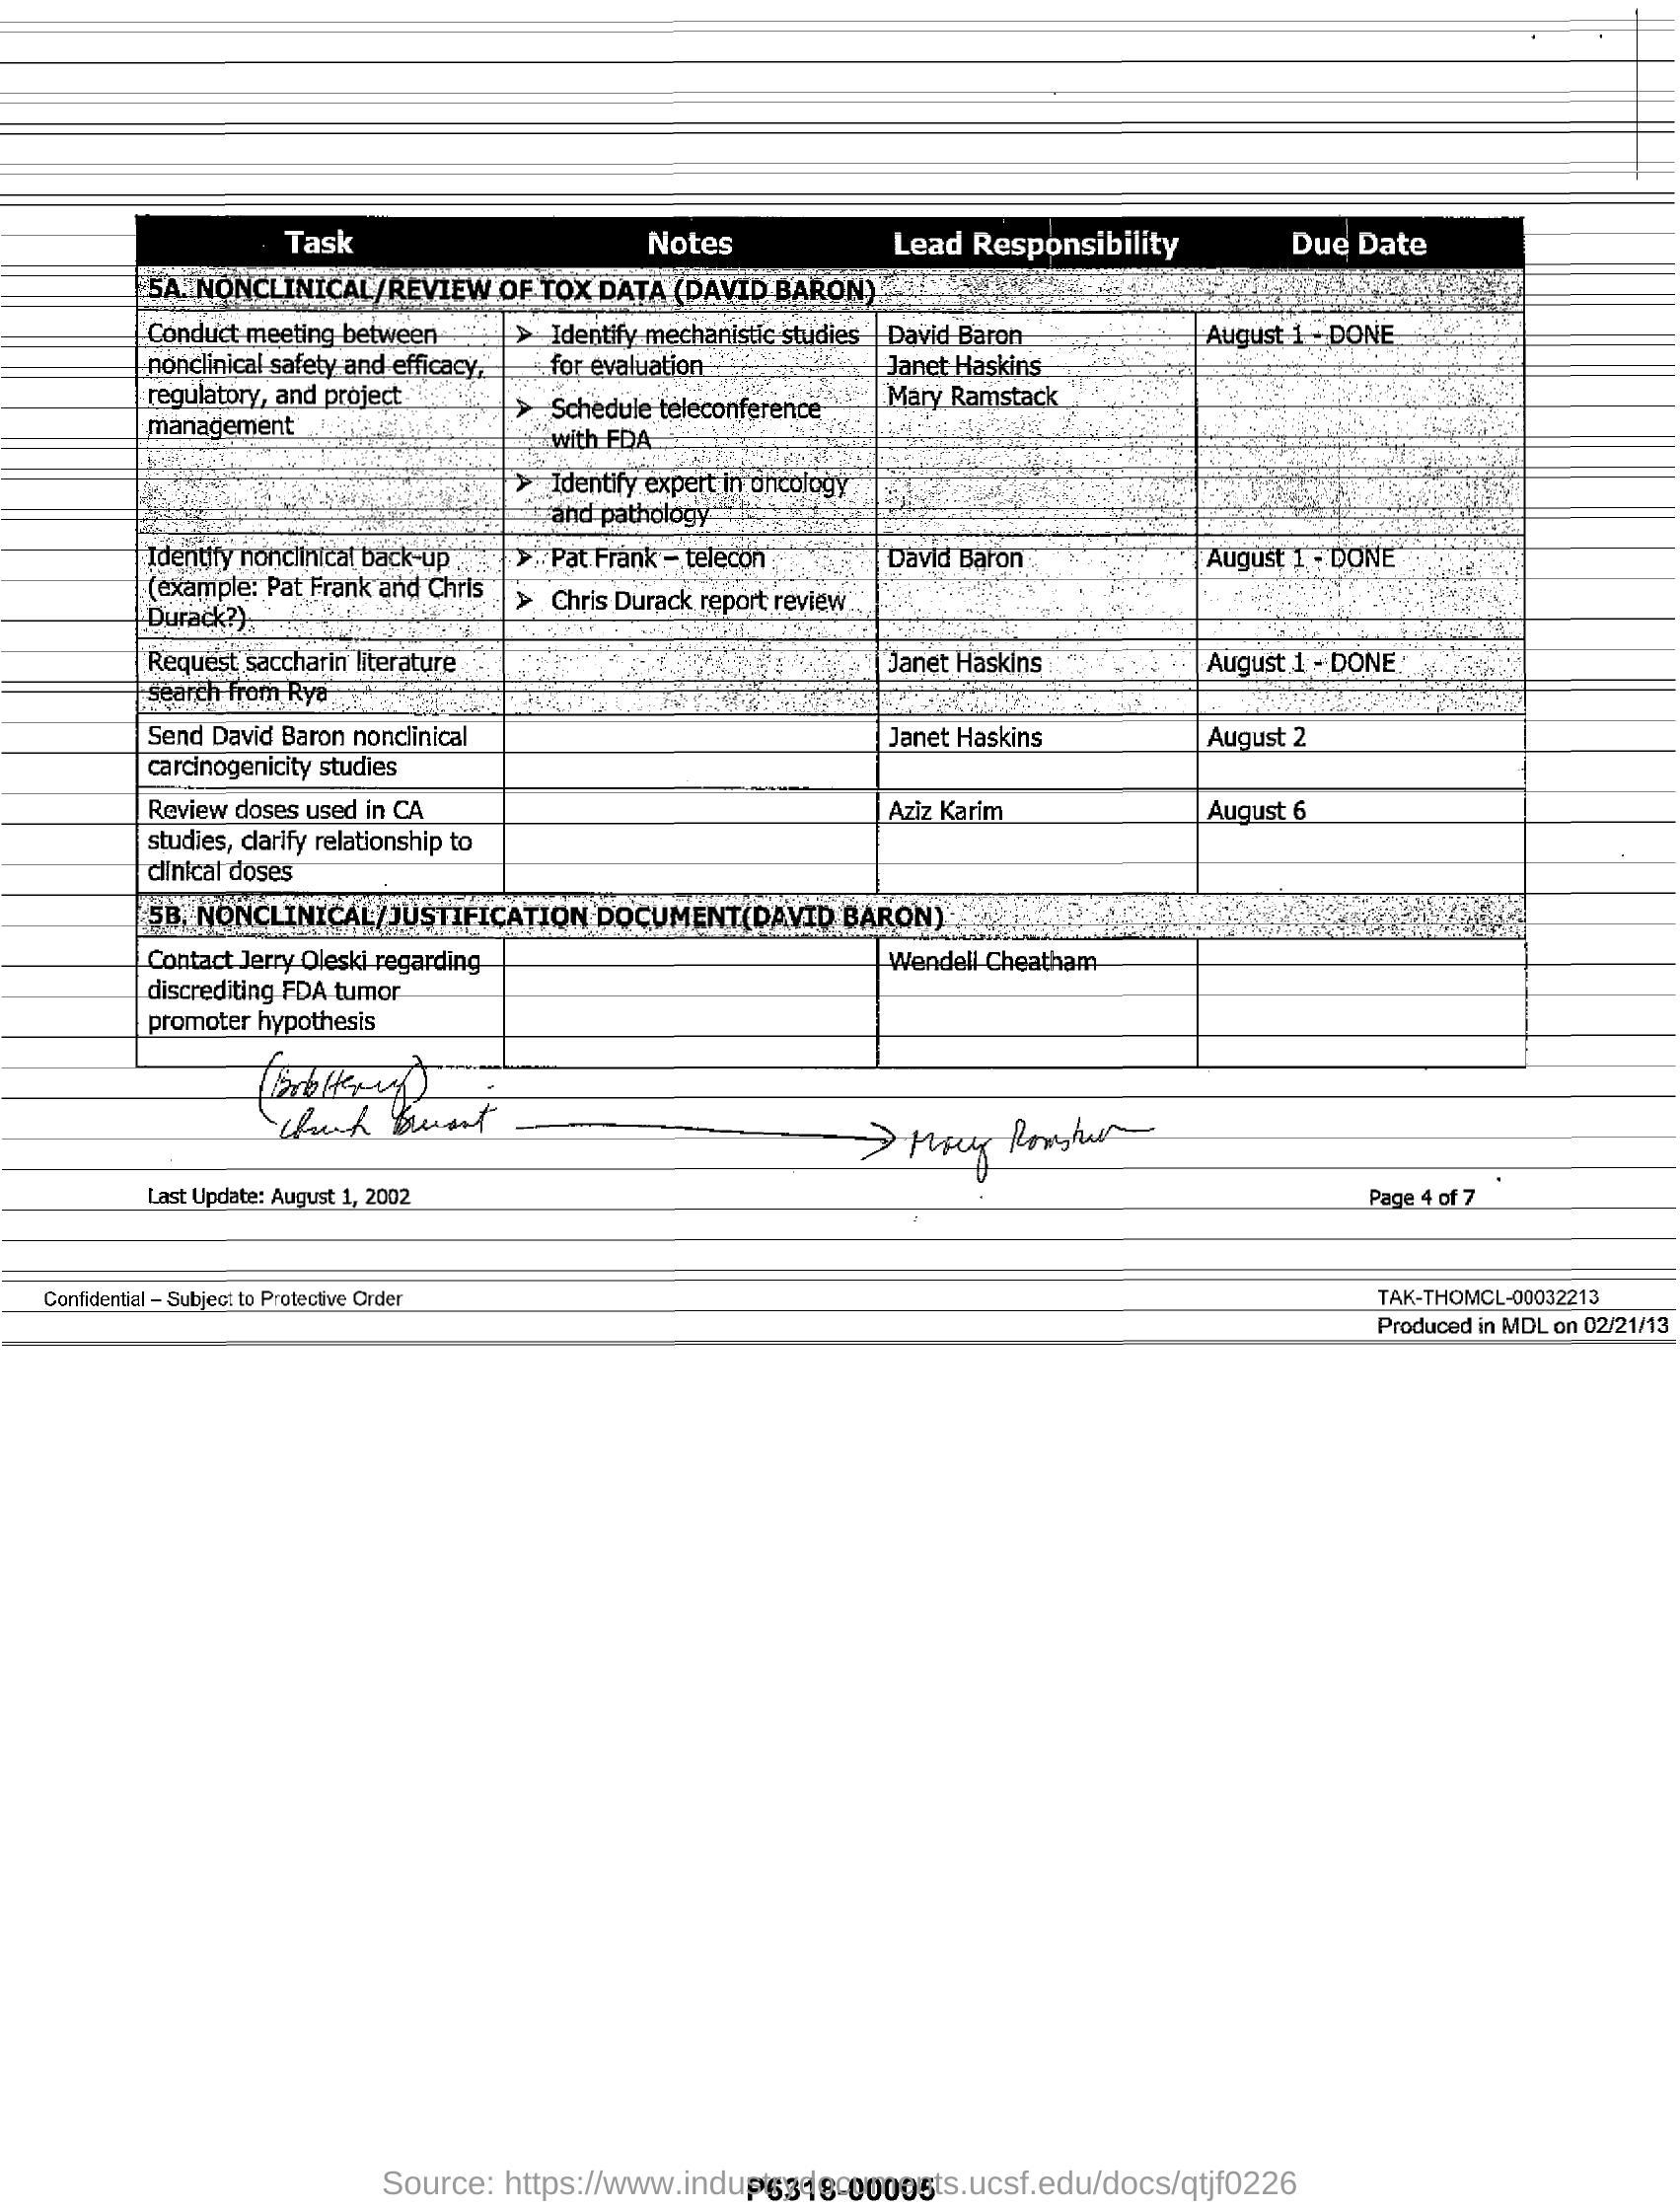 Task Notes Lead Responsibility Due Date
5A. NONCLINICAL/REVIEW OF TOX DATA (DAVID BARON)
Conduct meeting between
nonclinical safety and efficacy,
regulatory, and project
management
➢ Identify mechanistic studies
for evaluation
➢ Schedule teleconference
with FDA
➢ Identify expert in oncology
and pathology
David Baron
Janet Haskins
Mary Ramstack
August 1 - DONE
Identify nonclinical back-up
(example: Pat Frank and Chris
Durack?)
➢ Pat Frank – telecon
➢ Chris Durack report review
David Baron
August 1 - DONE
Request saccharin literature
search from Rya
Janet Haskins
August 1 - DONE
Send David Baron nonclinical
carcinogenicity studies
Janet Haskins
August 2
Review doses used in CA
studies, clarify relationship to
clinical doses
Aziz Karim
August 6
5B. NONCLINICAL/JUSTIFICATION DOCUMENT(DAVID BARON)
Contact Jerry Oleski regarding
discrediting FDA tumor
promoter hypothesis
Wendell Cheatham
(Bob Henry)
Mary
Last Update: August 1, 2002
Page 4 of 7
Confidential – Subject to Protective Order
TAK-THOMCL-00032213
Produced in MDL on 02/21/13
Source: https://www.industrydocuments.ucsf.edu/docs/qtjf0226
P6318-00005